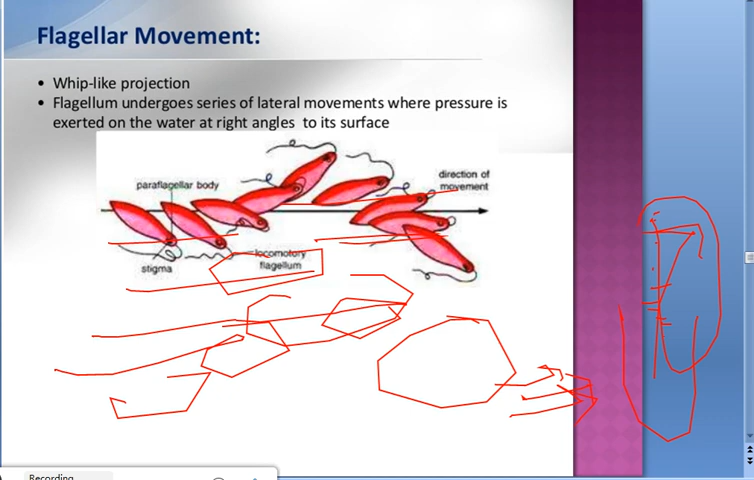 Flagellar Movement:
• Whip-like projection
• Flagellum undergoes series of lateral movements where pressure is
exerted on the water at right angles to its surface
paraflagellar body
direction of
movement
stigma
locomotory
flagellum
Recording